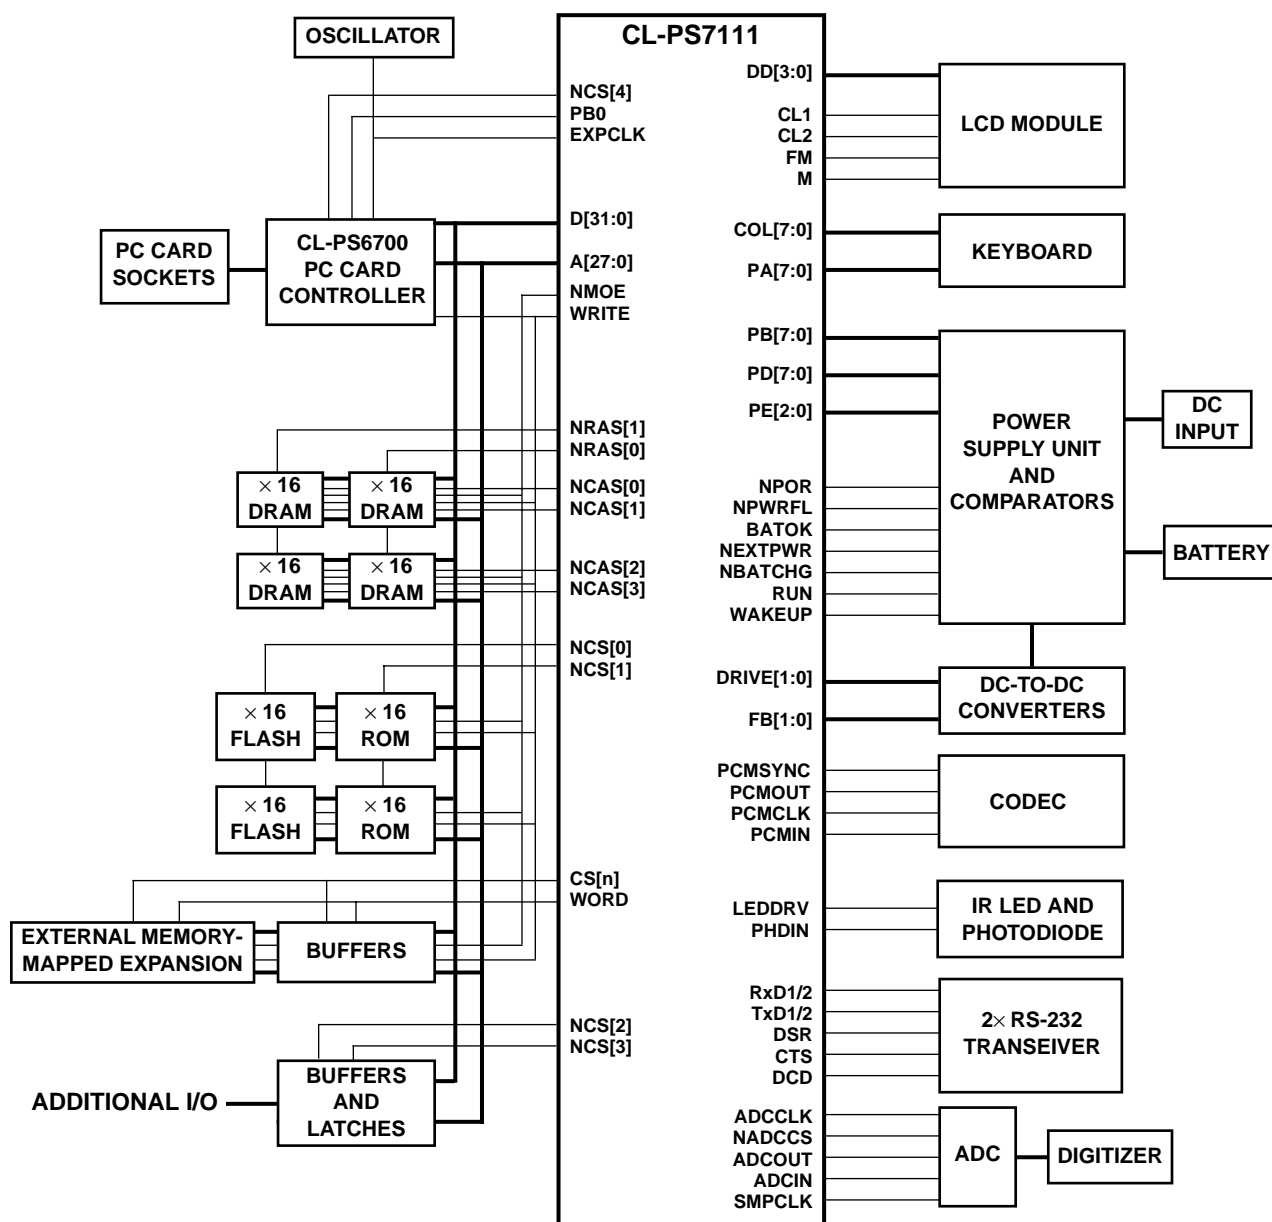 OSCILLATOR
CL-PS7111
NCS[4]
PB0
EXPCLK
D[31:0]
A[27:0]
NMOE
WRITE
PC CARD
SOCKETS
CL-PS6700
PC CARD
CONTROLLER
NRAS[1]
NRAS[0]
× 16
DRAM
× 16
DRAM
NCAS[0]
NCAS[1]
× 16
DRAM
× 16
DRAM
NCAS[2]
NCAS[3]
NCS[0]
NCS[1]
× 16
FLASH
× 16
ROM
× 16
FLASH
× 16
ROM
CS[n]
WORD
EXTERNAL MEMORY-
MAPPED EXPANSION
BUFFERS
NCS[2]
NCS[3]
ADDITIONAL I/O
BUFFERS
AND
LATCHES
DD[3:0]
CL1
CL2
FM
M
LCD MODULE
COL[7:0]
PA[7:0]
KEYBOARD
PB[7:0]
PD[7:0]
PE[2:0]
NPOR
NPWRFL
BATOK
NEXTPWR
NBATCHG
RUN
WAKEUP
POWER
SUPPLY UNIT
AND
COMPARATORS
DC
INPUT
BATTERY
DRIVE[1:0]
FB[1:0]
DC-TO-DC
CONVERTERS
PCMSYNC
PCMOUT
PCMCLK
PCMIN
CODEC
LEDDRV
PHDIN
IR LED AND
PHOTODIODE
RxD1/2
TxD1/2
DSR
CTS
DCD
2× RS-232
TRANSEIVER
ADCCLK
NADCCS
ADCOUT
ADCIN
SMPCLK
ADC
DIGITIZER